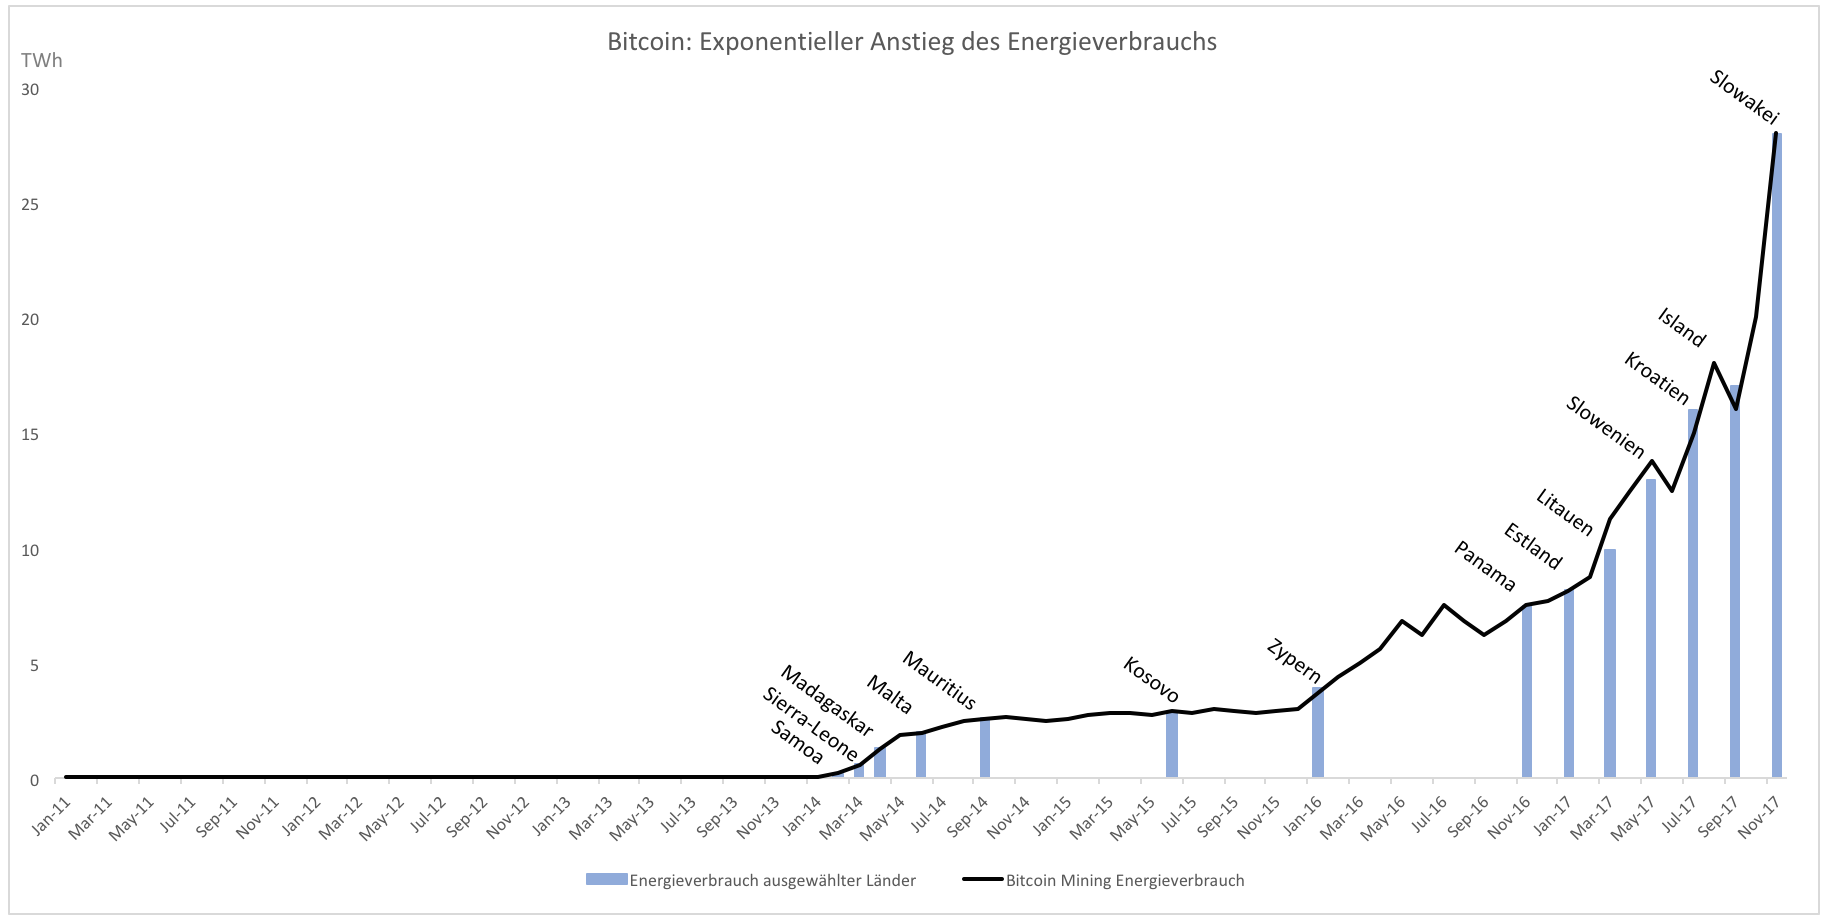 Bitcoin: Exponentieller Anstieg des Energieverbrauchs
TWh
30
25
20
15
10
5
0
Samoa
Sierra-Leone
Madagaskar
Malta
Mauritius
Kosovo
Zypern
Panama
Estland
Litauen
Slowenien
Kroatien
Island
Slowakei
Jan-11
Mar-11
May-11
Jul-11
Sep-11
Nov-11
Jan-12
Mar-12
May-12
Jul-12
Sep-12
Nov-12
Jan-13
Mar-13
May-13
Jul-13
Sep-13
Nov-13
Jan-14
Mar-14
May-14
Jul-14
Sep-14
Nov-14
Jan-15
Mar-15
May-15
Jul-15
Sep-15
Nov-15
Jan-16
Mar-16
May-16
Jul-16
Sep-16
Nov-16
Jan-17
Mar-17
May-17
Jul-17
Sep-17
Nov-17
Energieverbrauch ausgewählter Länder
Bitcoin Mining Energieverbrauch